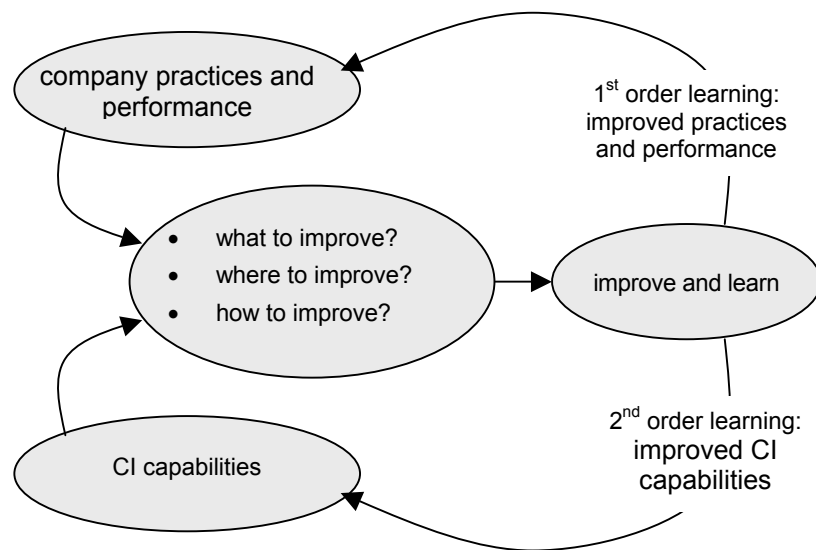 company practices and
performance
1st order learning:
improved practices
and performance
• what to improve?
• where to improve?
• how to improve?
improve and learn
CI capabilities
2nd order learning:
improved CI
capabilities